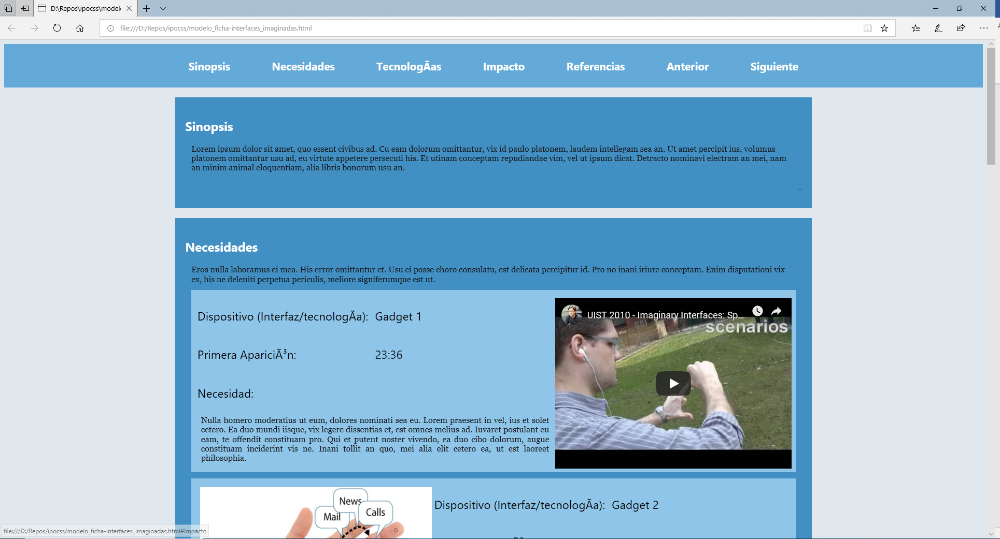 D:\Repos\ipocss\model
file:///D:/Repos/ipocss/modelo_ficha-interfaces_imaginadas.html
Sinopsis Necesidades TecnologÃas Impacto Referencias Anterior Siguiente
Sinopsis
Lorem ipsum dolor sit amet, quo essent civibus ad. Cu eam dolorum omittantur, vix id paulo platonem, laudem intellegam sea an. Ut amet percipit ius, volumus
platonem omittantur usu ad, eu virtute appetere persecuti his. Et utinam conceptam repudiandae vim, vel ut ipsum dicat. Detracto nominavi electram an mei, nam
an minim animal eloquentiam, alia libris bonorum usu an.
Necesidades
Eros nulla laboramus ei mea. His error omittantur et. Usu ei posse choro consulatu, est delicata percipitur id. Pro no inani iriure conceptam. Enim disputationi vix
ex, his ne deleniti perpetua periculis, meliore signiferumque est ut.
Dispositivo (Interfaz/tecnologÃa): Gadget 1
Primera ApariciÃ³n: 23:36
Necesidad:
Nulla homero moderatius ut eum, dolores nominati sea eu. Lorem praesent in vel, ius et solet
cetero. Ea duo mundi iisque, vix legere dissentias et, est omnes melius ad. Iuvaret postulant eu
eam, te offendit constituam pro. Qui et putent noster vivendo, ea duo cibo dolorum, augue
constituam inciderint vis ne. Inani tollit an quo, mei alia elit cetero ea, ut est laoreet
philosophia.
UIST 2010 - Imaginary Interfaces: Sp...
scenarios
News
Mail
Calls
Dispositivo (Interfaz/tecnologÃa): Gadget 2
file:///D:/Repos/ipocss/modelo_ficha-interfaces_imaginadas.html#Impacto